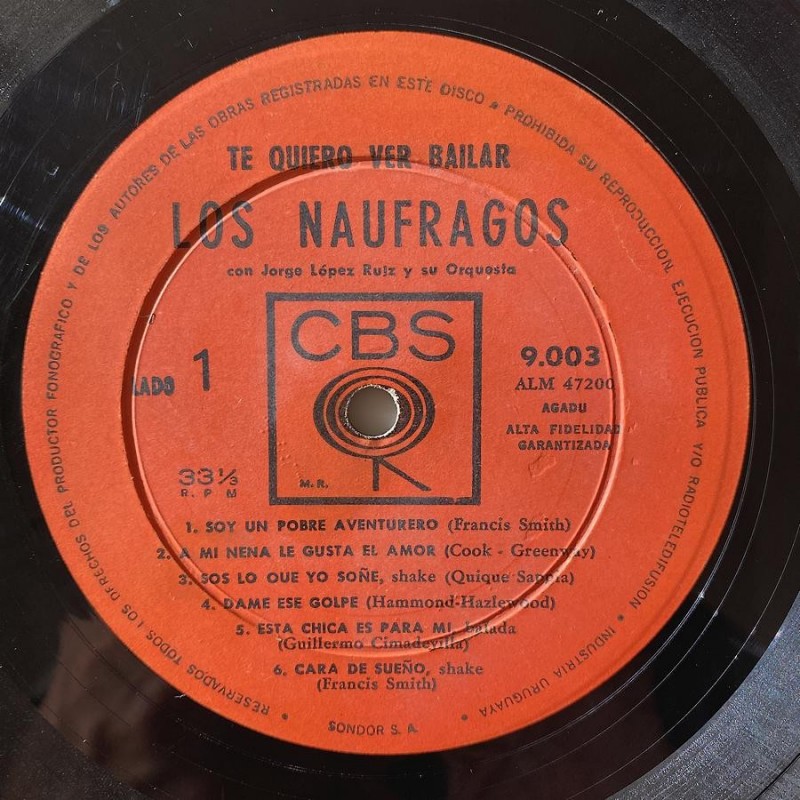 RESERVADOS TODOS LOS DERECHOS DEL PRODUCTOR FONOGRAFICO Y DE LOS AUTORES DE LAS OBRAS REGISTRADAS EN ESTE DISCO • PROHIBIDA SU REPRODUCCION, EJECUCION PUBLICA Y/O RADIOTELEDIFUSION • INDUSTRIA URUGUAYA •
TE QUIERO VER BAILAR
LOS NAUFRAGOS
con Jorge López Ruiz y su Orquesta
CBS
LADO 1
9.003
ALM 47200
AGADU
ALTA FIDELIDAD
GARANTIZADA
33 1/3
R. P M
M.R.
1. SOY UN POBRE AVENTURERO (Francis Smith)
2. A MI NENA LE GUSTA EL AMOR (Cook - Greenway)
3. SOS LO QUE YO SOÑE, shake (Quique Sappia)
4. DAME ESE GOLPE (Hammond-Hazlewood)
5. ESTA CHICA ES PARA MI, balada
(Guillermo Cimadevilla)
6. CARA DE SUEÑO, shake
(Francis Smith)
SONDOR S. A.